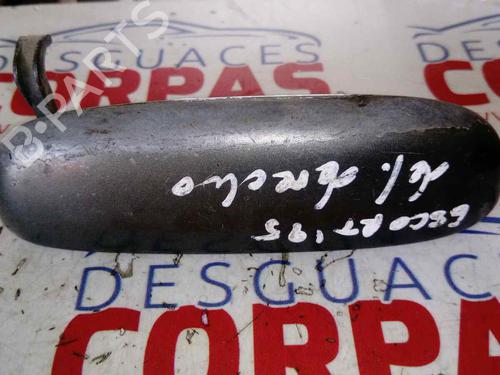 DESGUACES
CORPAS
B-PARTS
del. derecho
ESCORT '95
DESGUACES
CORPAS